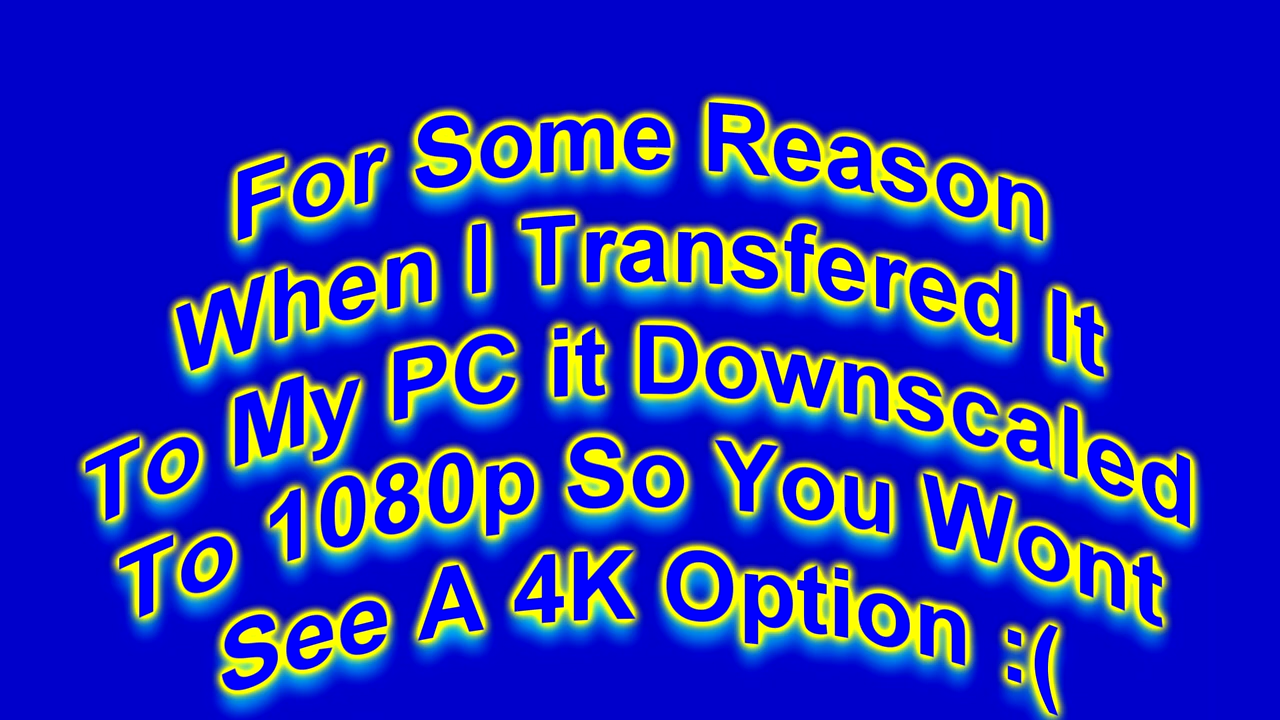 For Some Reason
When I Transfered It
To My PC it Downscaled
To 1080p So You Wont
See A 4K Option :(